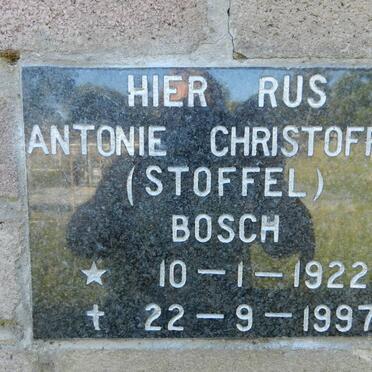 HIER RUS
ANTONIE CHRISTOFF
(STOFFEL)
BOSCH
★ 10-1-1922
✝ 22-9-1997